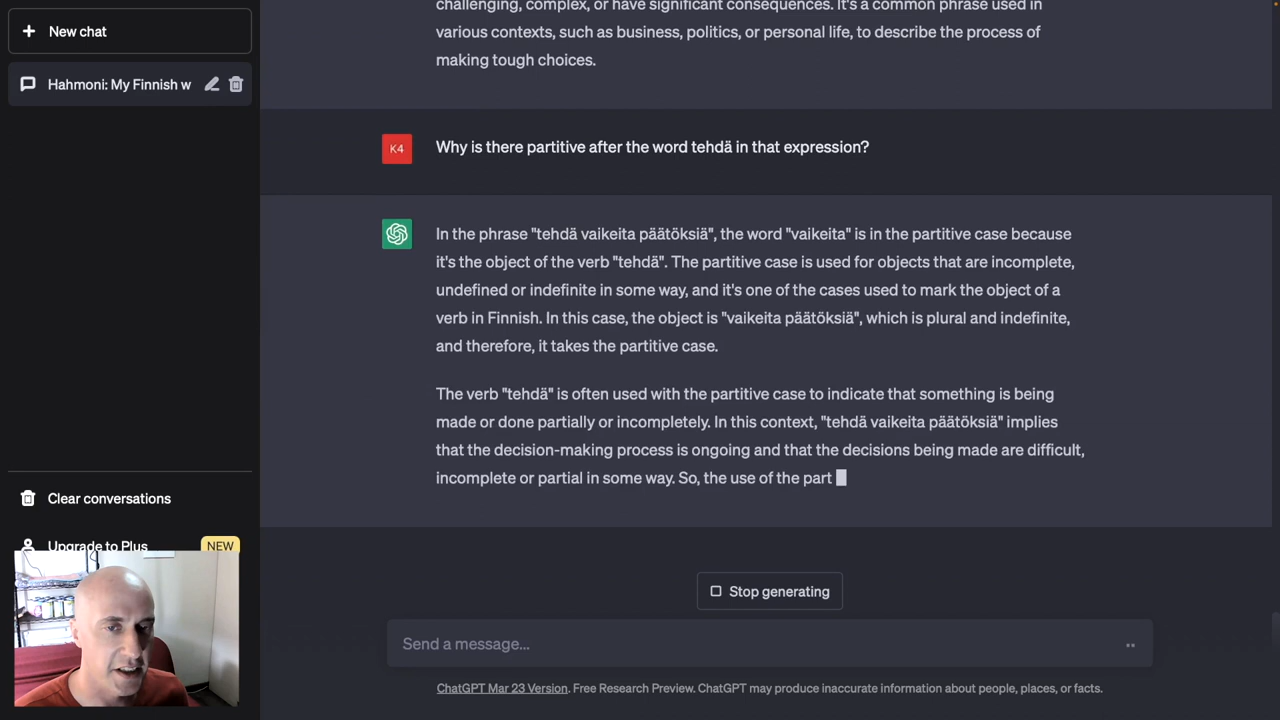 New chat
Hahmoni: My Finnish w
challenging, complex, or have significant consequences. It's a common phrase used in
various contexts, such as business, politics, or personal life, to describe the process of
making tough choices.
K4
Why is there partitive after the word tehdä in that expression?
In the phrase "tehdä vaikeita päätöksiä", the word "vaikeita" is in the partitive case because
it's the object of the verb "tehdä". The partitive case is used for objects that are incomplete,
undefined or indefinite in some way, and it's one of the cases used to mark the object of a
verb in Finnish. In this case, the object is "vaikeita päätöksiä", which is plural and indefinite,
and therefore, it takes the partitive case.
The verb "tehdä" is often used with the partitive case to indicate that something is being
made or done partially or incompletely. In this context, "tehdä vaikeita päätöksiä" implies
that the decision-making process is ongoing and that the decisions being made are difficult,
incomplete or partial in some way. So, the use of the part
Clear conversations
Upgrade to Plus NEW
Stop generating
Send a message...
ChatGPT Mar 23 Version. Free Research Preview. ChatGPT may produce inaccurate information about people, places, or facts.